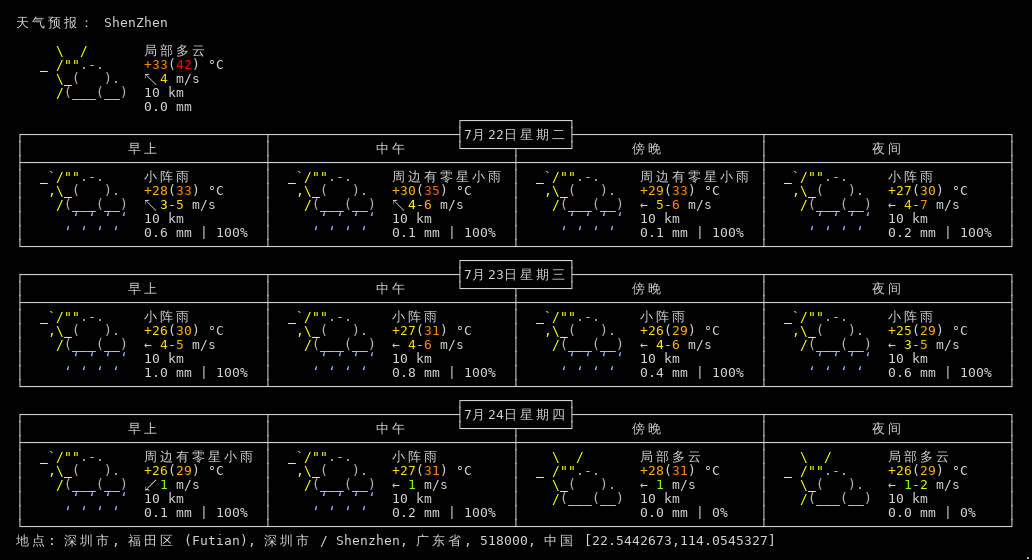 天气预报： ShenZhen
局部多云
+33(42) °C
↖4 m/s
10 km
0.0 mm
7月22日星期二
早上 中午 傍晚 夜间
小阵雨 周边有零星小雨 周边有零星小雨 小阵雨
+28(33) °C +30(35) °C +29(33) °C +27(30) °C
↖3-5 m/s ↖4-6 m/s ← 5-6 m/s ← 4-7 m/s
10 km 10 km 10 km 10 km
0.6 mm | 100% 0.1 mm | 100% 0.1 mm | 100% 0.2 mm | 100%
7月23日星期三
早上 中午 傍晚 夜间
小阵雨 小阵雨 小阵雨 小阵雨
+26(30) °C +27(31) °C +26(29) °C +25(29) °C
← 4-5 m/s ← 4-6 m/s ← 4-6 m/s ← 3-5 m/s
10 km 10 km 10 km 10 km
1.0 mm | 100% 0.8 mm | 100% 0.4 mm | 100% 0.6 mm | 100%
7月24日星期四
早上 中午 傍晚 夜间
周边有零星小雨 小阵雨 局部多云 局部多云
+26(29) °C +27(31) °C +28(31) °C +26(29) °C
↙1 m/s ← 1 m/s ← 1 m/s ← 1-2 m/s
10 km 10 km 10 km 10 km
0.1 mm | 100% 0.2 mm | 100% 0.0 mm | 0% 0.0 mm | 0%
地点: 深圳市, 福田区 (Futian), 深圳市 / Shenzhen, 广东省, 518000, 中国 [22.5442673,114.0545327]